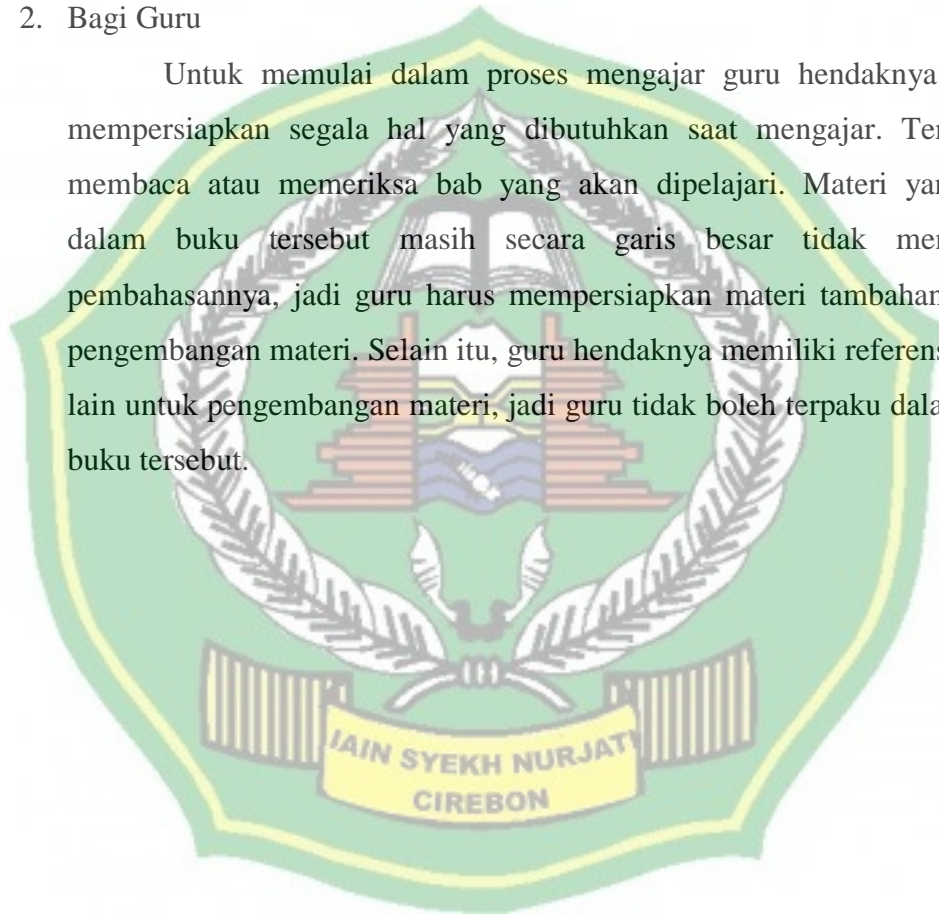 2. Bagi Guru
Untuk memulai dalam proses mengajar guru hendaknya
mempersiapkan segala hal yang dibutuhkan saat mengajar.
membaca atau memeriksa bab yang akan dipelajari. Materi
dalam buku tersebut masih secara garis besar tidak
pembahasannya, jadi guru harus mempersiapkan materi tambahan
pengembangan materi. Selain itu, guru hendaknya memiliki
lain untuk pengembangan materi, jadi guru tidak boleh terpaku
buku tersebut.
IAIN SYEKH NURJATI
CIREBON